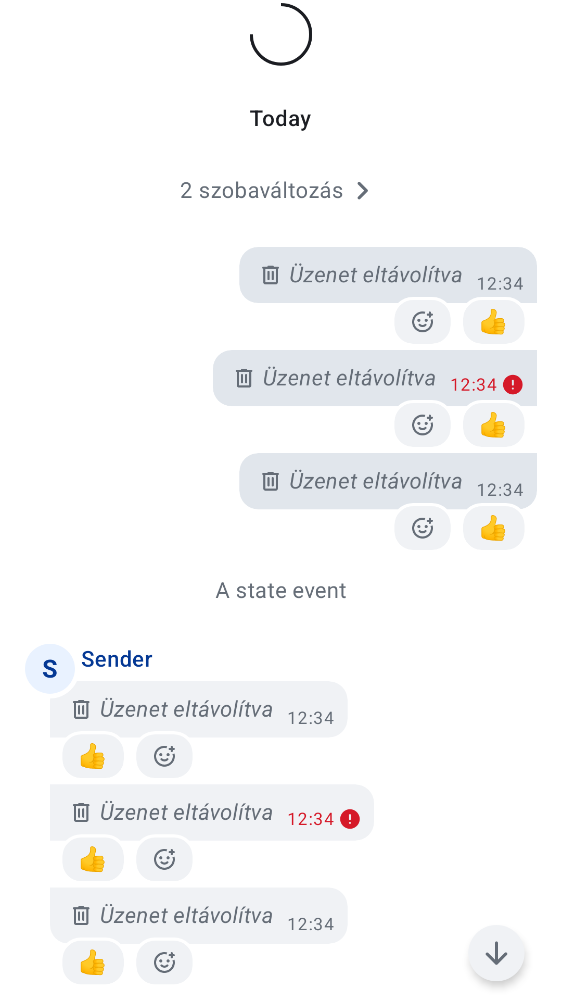 Today
2 szobaváltozás
Üzenet eltávolítva 12:34
👍
Üzenet eltávolítva 12:34
👍
Üzenet eltávolítva 12:34
👍
A state event
S Sender
Üzenet eltávolítva 12:34
👍
Üzenet eltávolítva 12:34
👍
Üzenet eltávolítva 12:34
👍